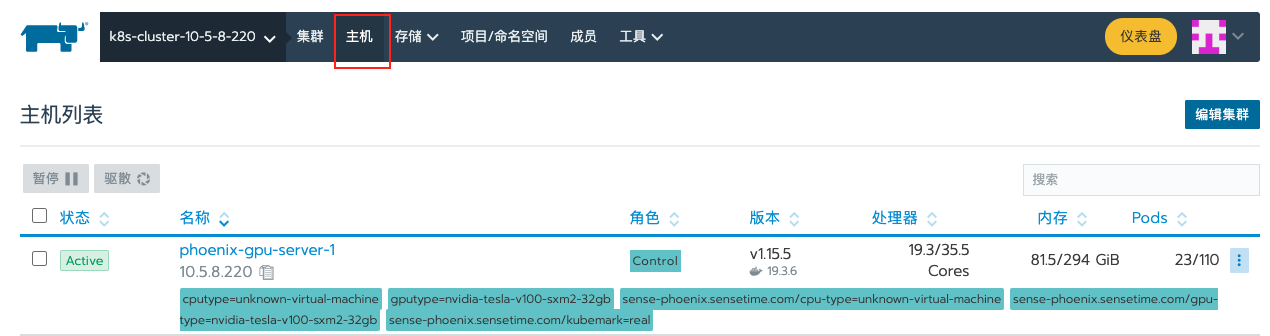 k8s-cluster-10-5-8-220 集群 主机 存储 项目/命名空间 成员 工具 仪表盘
主机列表 编辑集群
暂停 驱散 搜索
状态 名称 角色 版本 处理器 内存 Pods
Active phoenix-gpu-server-1 Control v1.15.5 19.3/35.5 81.5/294 GiB 23/110
10.5.8.220 19.3.6 Cores
cputype=unknown-virtual-machine gputype=nvidia-tesla-v100-sxm2-32gb sense-phoenix.sensetime.com/cpu-type=unknown-virtual-machine sense-phoenix.sensetime.com/gpu-
type=nvidia-tesla-v100-sxm2-32gb sense-phoenix.sensetime.com/kubemark=real